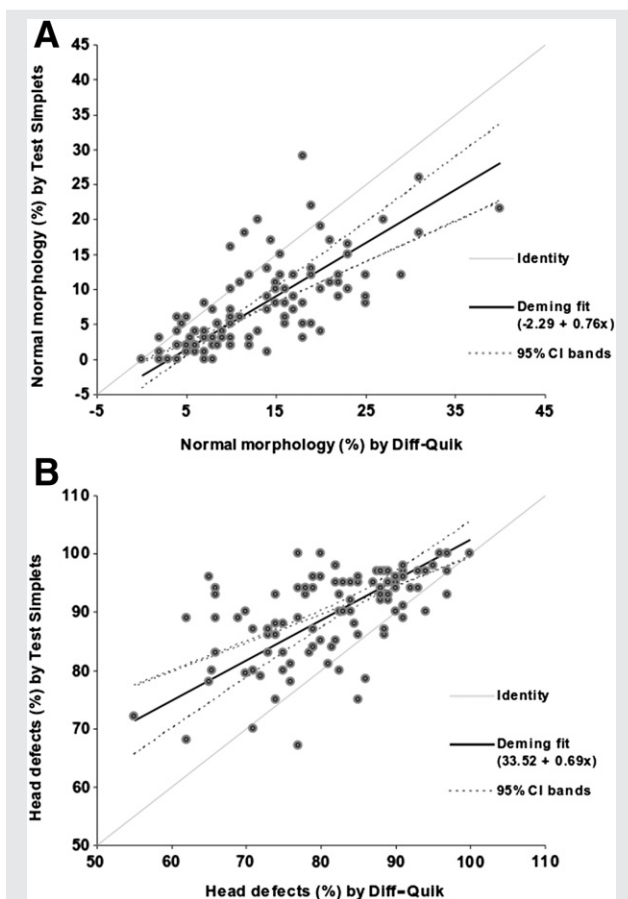 A
45
40
35
30
25
20
15
10
5
0
-5
-5 5 15 25 35 45
Normal morphology (%) by Test Simplets
Normal morphology (%) by Diff-Quik
Identity
Deming fit
(-2.29 + 0.76x)
95% CI bands
B
110
100
90
80
70
60
50
50 60 70 80 90 100 110
Head defects (%) by Test Simplets
Head defects (%) by Diff-Quik
Identity
Deming fit
(33.52 + 0.69x)
95% CI bands